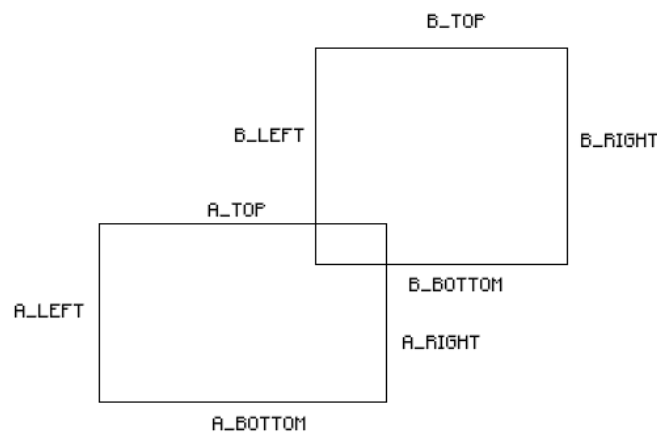 B_TOP
B_LEFT
B_RIGHT
A_TOP
B_BOTTOM
A_LEFT
A_RIGHT
A_BOTTOM